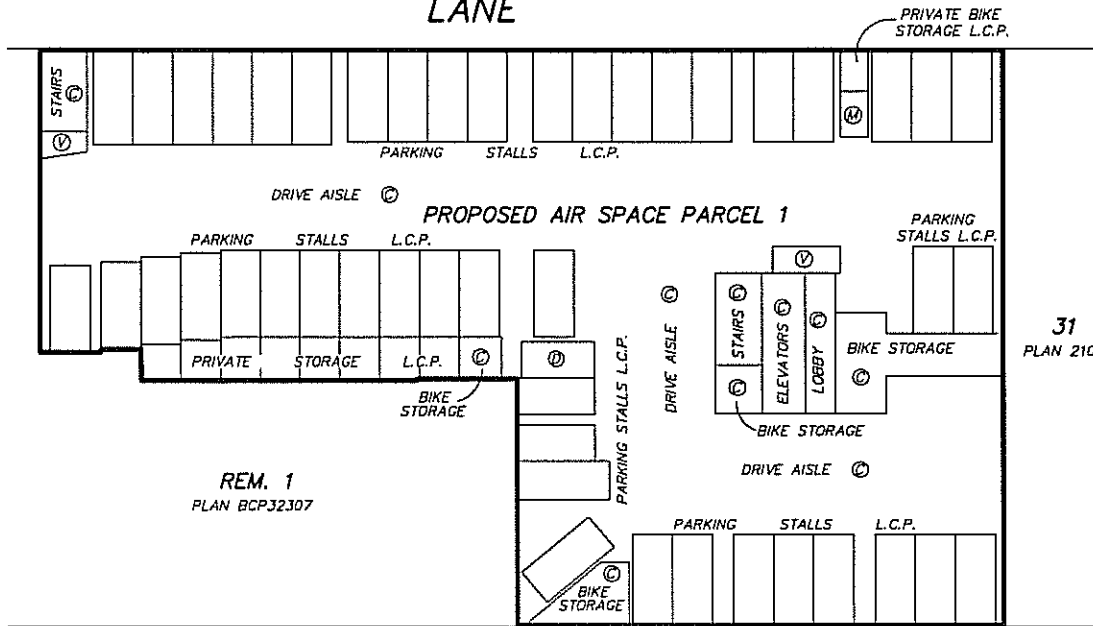 LANE
PRIVATE BIKE
STORAGE L.C.P.
STAIRS
C
V
M
PARKING STALLS L.C.P.
DRIVE AISLE C
PROPOSED AIR SPACE PARCEL 1
PARKING
STALLS L.C.P.
PARKING STALLS L.C.P.
V
C
DRIVE AISLE
STAIRS C
ELEVATORS C
LOBBY C
BIKE STORAGE
C
31
PLAN 210
PRIVATE STORAGE L.C.P. C
D
BIKE
STORAGE
PARKING STALLS L.C.P.
C
BIKE STORAGE
DRIVE AISLE C
REM. 1
PLAN BCP32307
PARKING STALLS L.C.P.
C
BIKE
STORAGE